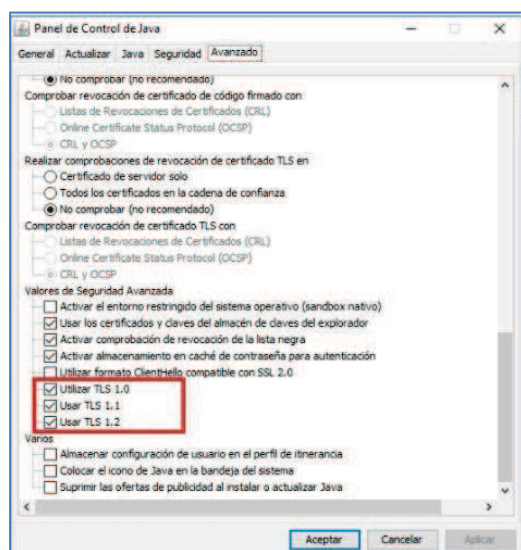 Panel de Control de Java
General Actualizar Java Seguridad Avanzado
No comprobar (no recomendado)
Comprobar revocación de certificado de código firmado con
Listas de Revocaciones de Certificados (CRL)
Online Certificate Status Protocol (OCSP)
CRL y OCSP
Realizar comprobaciones de revocación de certificado TLS en
Certificado de servidor solo
Todos los certificados en la cadena de confianza
No comprobar (no recomendado)
Comprobar revocación de certificado TLS con
Listas de Revocaciones de Certificados (CRL)
Online Certificate Status Protocol (OCSP)
CRL y OCSP
Valores de Seguridad Avanzada
Activar el entorno restringido del sistema operativo (sandbox nativo)
Usar los certificados y claves del almacén de claves del explorador
Activar comprobación de revocación de la lista negra
Activar almacenamiento en caché de contraseña para autenticación
Utilizar formato ClientHello compatible con SSL 2.0
Utilizar TLS 1.0
Usar TLS 1.1
Usar TLS 1.2
Varios
Almacenar configuración de usuario en el perfil de itinerancia
Colocar el icono de Java en la bandeja del sistema
Suprimir las ofertas de publicidad al instalar o actualizar Java
Aceptar Cancelar Aplicar